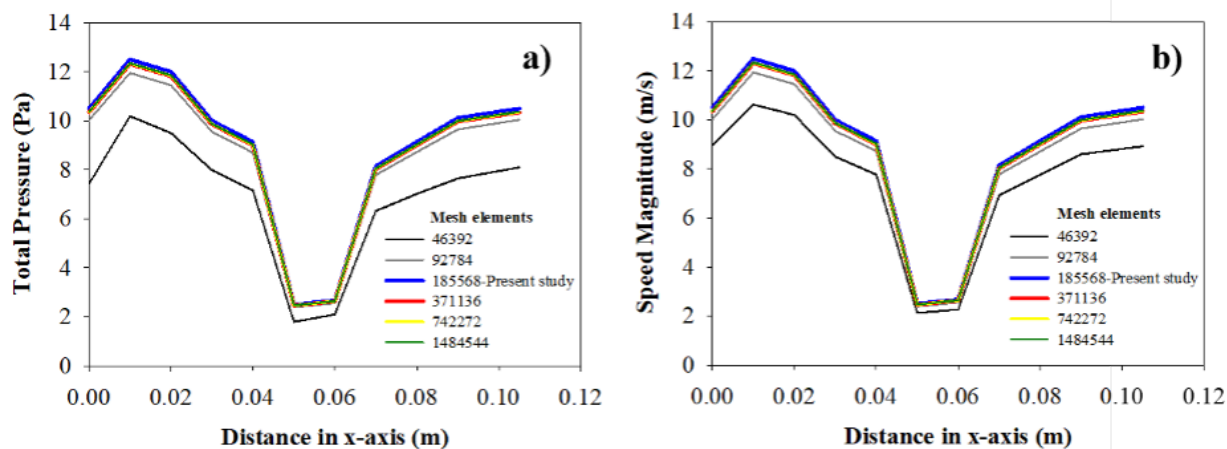 a)
Total Pressure (Pa)
14
12
10
8
6
4
2
0
Mesh elements
46392
92784
185568-Present study
371136
742272
1484544
0.00 0.02 0.04 0.06 0.08 0.10 0.12
Distance in x-axis (m)
b)
Speed Magnitude (m/s)
14
12
10
8
6
4
2
0
Mesh elements
46392
92784
185568-Present study
371136
742272
1484544
0.00 0.02 0.04 0.06 0.08 0.10 0.12
Distance in x-axis (m)